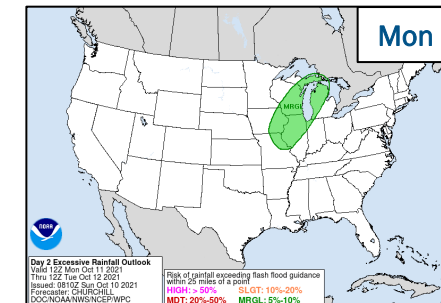 Mon
MRGL
NOAA
Day 2 Excessive Rainfall Outlook
Valid 12Z Mon Oct 11 2021
Thru 12Z Tue Oct 12 2021
Issued: 0810Z Sun Oct 10 2021
Forecaster: CHURCHILL
DOC/NOAA/NWS/NCEP/WPC
Risk of rainfall exceeding flash flood guidance
within 25 miles of a point
HIGH: > 50% SLGT: 10%-20%
MDT: 20%-50% MRGL: 5%-10%